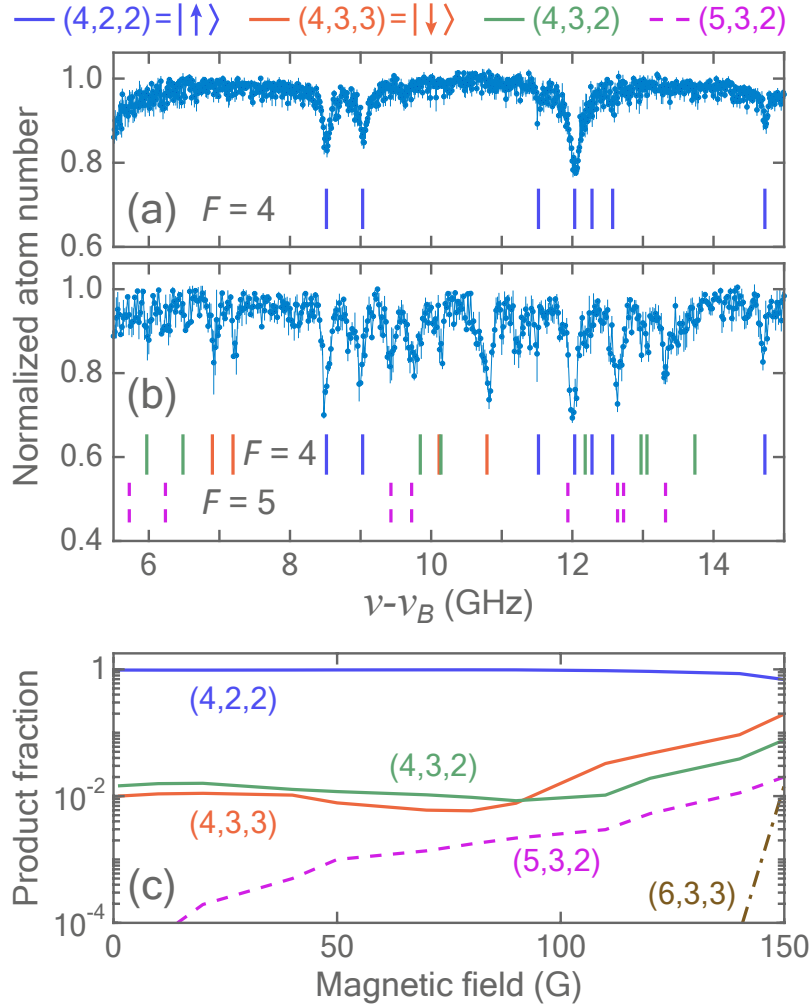 (4,2,2)=|↑⟩ (4,3,3)=|↓⟩ (4,3,2) (5,3,2)
1.0
0.8
0.6
(a) F = 4
Normalized atom number
1.0
0.8
0.6
0.4
(b)
F = 4
F = 5
6 8 10 12 14
ν-ν_B (GHz)
Product fraction
1
10⁻²
10⁻⁴
(4,2,2)
(4,3,2)
(4,3,3)
(5,3,2)
(6,3,3)
(c)
0 50 100 150
Magnetic field (G)